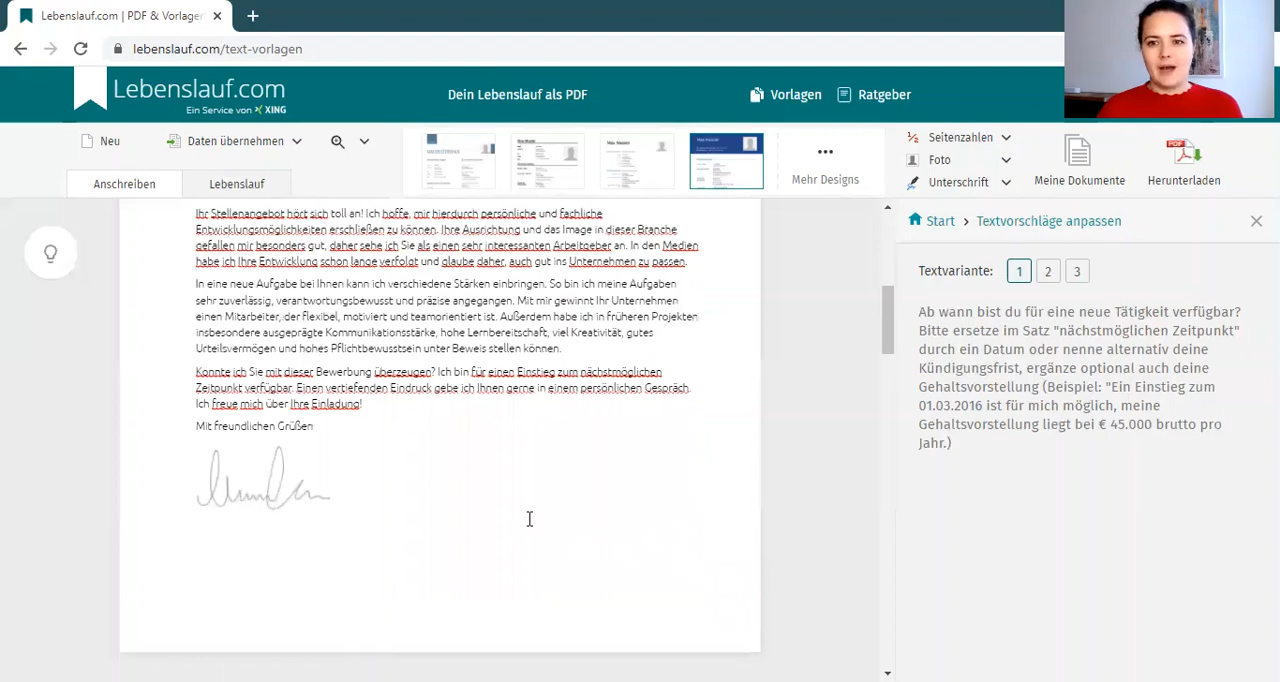 Lebenslauf.com | PDF & Vorlagen
lebenslauf.com/text-vorlagen
Lebenslauf.com
Ein Service von XING
Dein Lebenslauf als PDF
Vorlagen
Ratgeber
Neu
Daten übernehmen
Mehr Designs
Seitenzahlen
Foto
Unterschrift
Meine Dokumente
PDF
Herunterladen
Anschreiben
Lebenslauf
Ihr Stellenangebot hört sich toll an! Ich hoffe, mir hierdurch persönliche und fachliche
Entwicklungsmöglichkeiten erschließen zu können. Ihre Ausrichtung und das Image in dieser Branche
gefallen mir besonders gut, daher sehe ich Sie als einen sehr interessanten Arbeitgeber an. In den Medien
habe ich Ihre Entwicklung schon lange verfolgt und glaube daher, auch gut ins Unternehmen zu passen.
In eine neue Aufgabe bei Ihnen kann ich verschiedene Stärken einbringen. So bin ich meine Aufgaben
sehr zuverlässig, verantwortungsbewusst und präzise angegangen. Mit mir gewinnt Ihr Unternehmen
einen Mitarbeiter, der flexibel, motiviert und teamorientiert ist. Außerdem habe ich in früheren Projekten
insbesondere ausgeprägte Kommunikationsstärke, hohe Lernbereitschaft, viel Kreativität, gutes
Urteilsvermögen und hohes Pflichtbewusstsein unter Beweis stellen können.
Konnte ich Sie mit dieser Bewerbung überzeugen? Ich bin für einen Einstieg zum nächstmöglichen
Zeitpunkt verfügbar. Einen vertiefenden Eindruck gebe ich Ihnen gerne in einem persönlichen Gespräch.
Ich freue mich über Ihre Einladung!
Mit freundlichen Grüßen
Start
Textvorschläge anpassen
Textvariante: 1 2 3
Ab wann bist du für eine neue Tätigkeit verfügbar?
Bitte ersetze im Satz "nächstmöglichen Zeitpunkt"
durch ein Datum oder nenne alternativ deine
Kündigungsfrist, ergänze optional auch deine
Gehaltsvorstellung (Beispiel: "Ein Einstieg zum
01.03.2016 ist für mich möglich, meine
Gehaltsvorstellung liegt bei € 45.000 brutto pro
Jahr.)